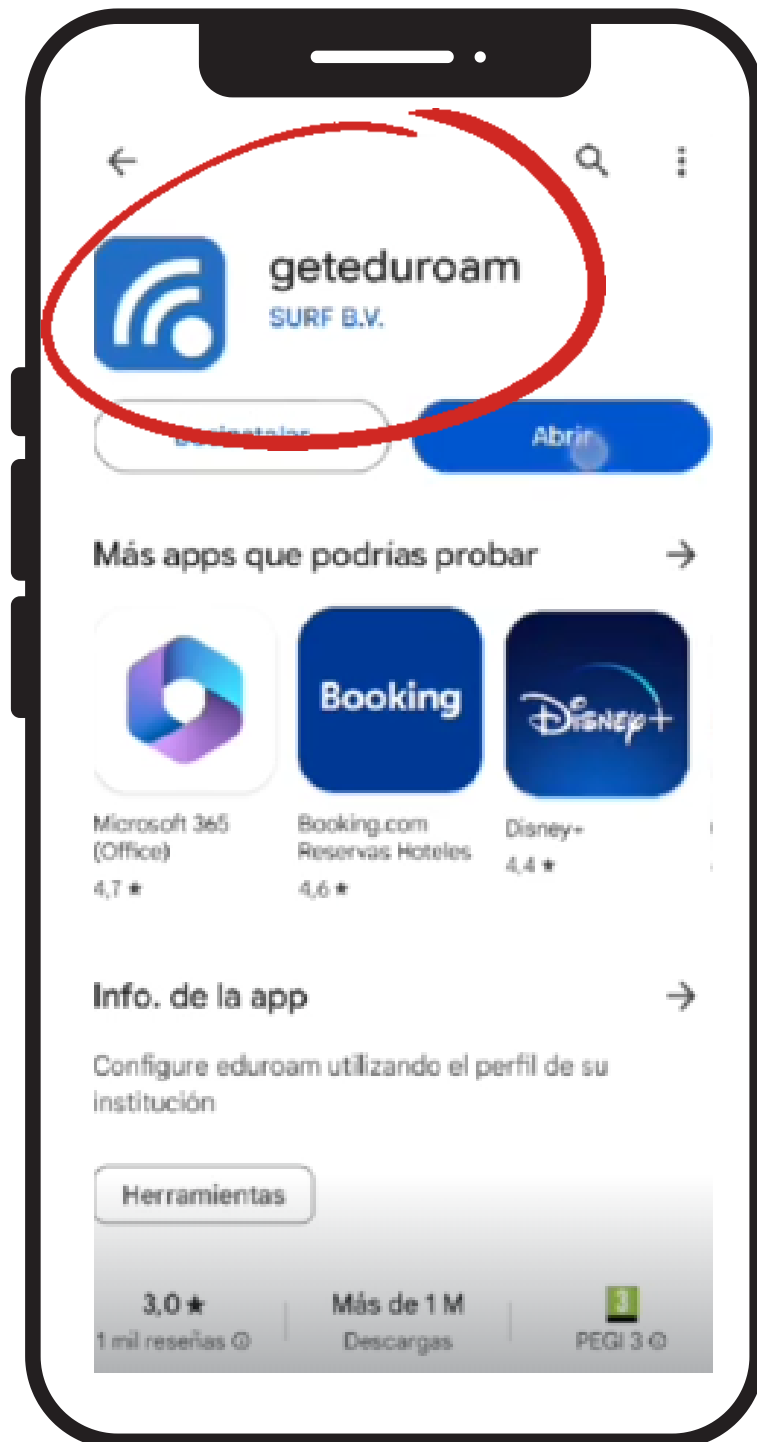 geteduroam
SURF B.V.
Desinstalar
Abrir
Más apps que podrías probar
Booking
Disney+
Microsoft 365
(Office)
4,7 ★
Booking.com
Reservas Hoteles
4,6 ★
Disney+
4,4 ★
Info. de la app
Configure eduroam utilizando el perfil de su
institución
Herramientas
3,0 ★
1 mil reseñas
Más de 1 M
Descargas
3
PEGI 3